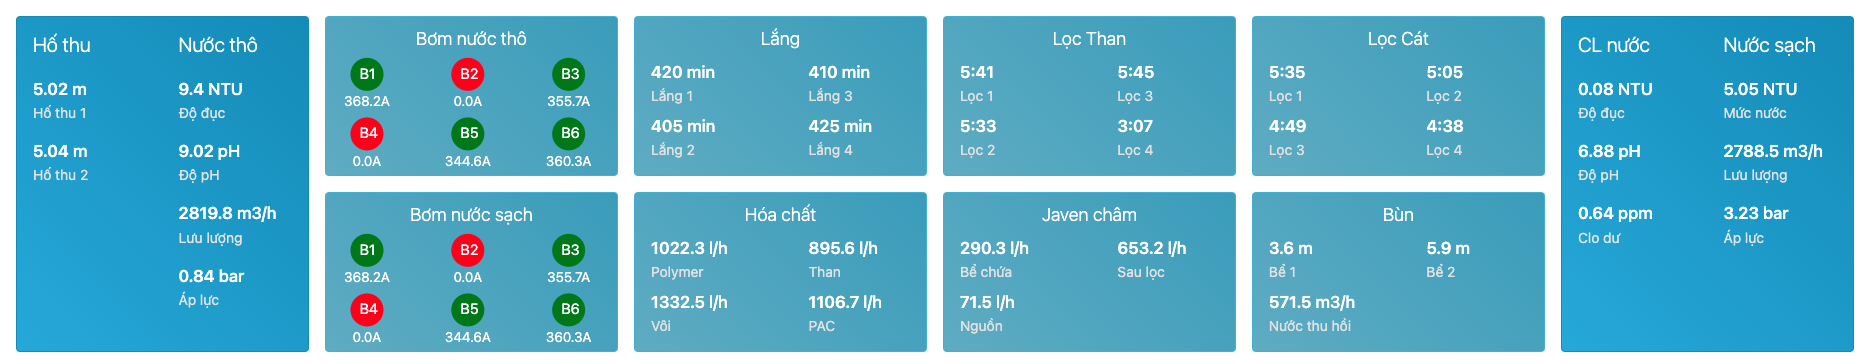 Hố thu
5.02 m
Hố thu 1
5.04 m
Hố thu 2
Nước thô
9.4 NTU
Độ đục
9.02 pH
Độ pH
2819.8 m3/h
Lưu lượng
0.84 bar
Áp lực
Bơm nước thô
B1 B2 B3
368.2A 0.0A 355.7A
B4 B5 B6
0.0A 344.6A 360.3A
Lắng
420 min 410 min
Lắng 1 Lắng 3
405 min 425 min
Lắng 2 Lắng 4
Lọc Than
5:41 5:45
Lọc 1 Lọc 3
5:33 3:07
Lọc 2 Lọc 4
Lọc Cát
5:35 5:05
Lọc 1 Lọc 2
4:49 4:38
Lọc 3 Lọc 4
Bơm nước sạch
B1 B2 B3
368.2A 0.0A 355.7A
B4 B5 B6
0.0A 344.6A 360.3A
Hóa chất
1022.3 l/h 895.6 l/h
Polymer Than
1332.5 l/h 1106.7 l/h
Vôi PAC
Javen châm
290.3 l/h 653.2 l/h
Bể chứa Sau lọc
71.5 l/h
Nguồn
Bùn
3.6 m 5.9 m
Bể 1 Bể 2
571.5 m3/h
Nước thu hồi
CL nước
0.08 NTU
Độ đục
6.88 pH
Độ pH
0.64 ppm
Clo dư
Nước sạch
5.05 NTU
Mức nước
2788.5 m3/h
Lưu lượng
3.23 bar
Áp lực